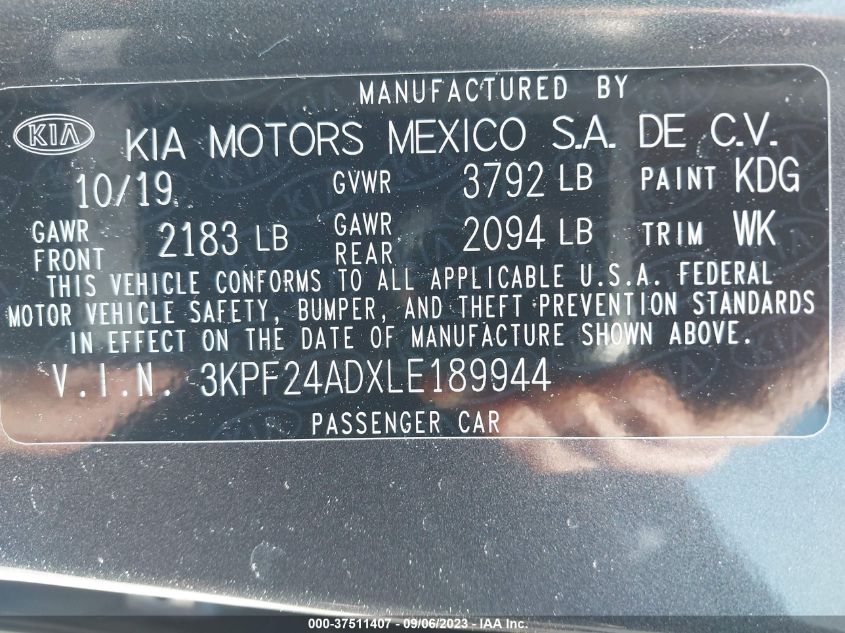 MANUFACTURED BY
KIA KIA MOTORS MEXICO S.A. DE C.V.
10/19 GVWR 3792 LB PAINT KDG
GAWR FRONT 2183 LB GAWR REAR 2094 LB TRIM WK
THIS VEHICLE CONFORMS TO ALL APPLICABLE U.S.A. FEDERAL
MOTOR VEHICLE SAFETY, BUMPER, AND THEFT PREVENTION STANDARDS
IN EFFECT ON THE DATE OF MANUFACTURE SHOWN ABOVE.
V.I.N. 3KPF24ADXLE189944
PASSENGER CAR
000-37511407 - 09/06/2023 - IAA Inc.